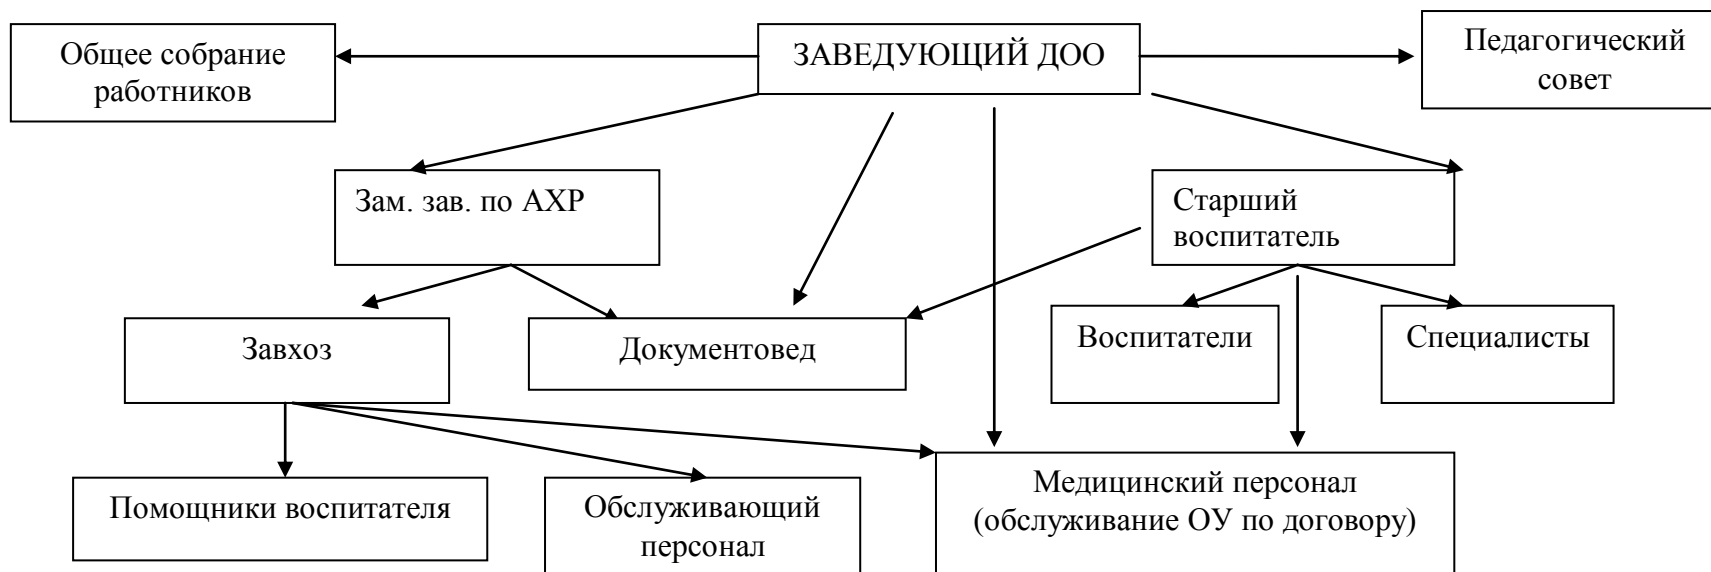 Общее собрание
работников
ЗАВЕДУЮЩИЙ ДОО
Педагогический
совет
Зам. зав. по АХР
Старший
воспитатель
Завхоз
Документовед
Воспитатели
Специалисты
Помощники воспитателя
Обслуживающий
персонал
Медицинский персонал
(обслуживание ОУ по договору)